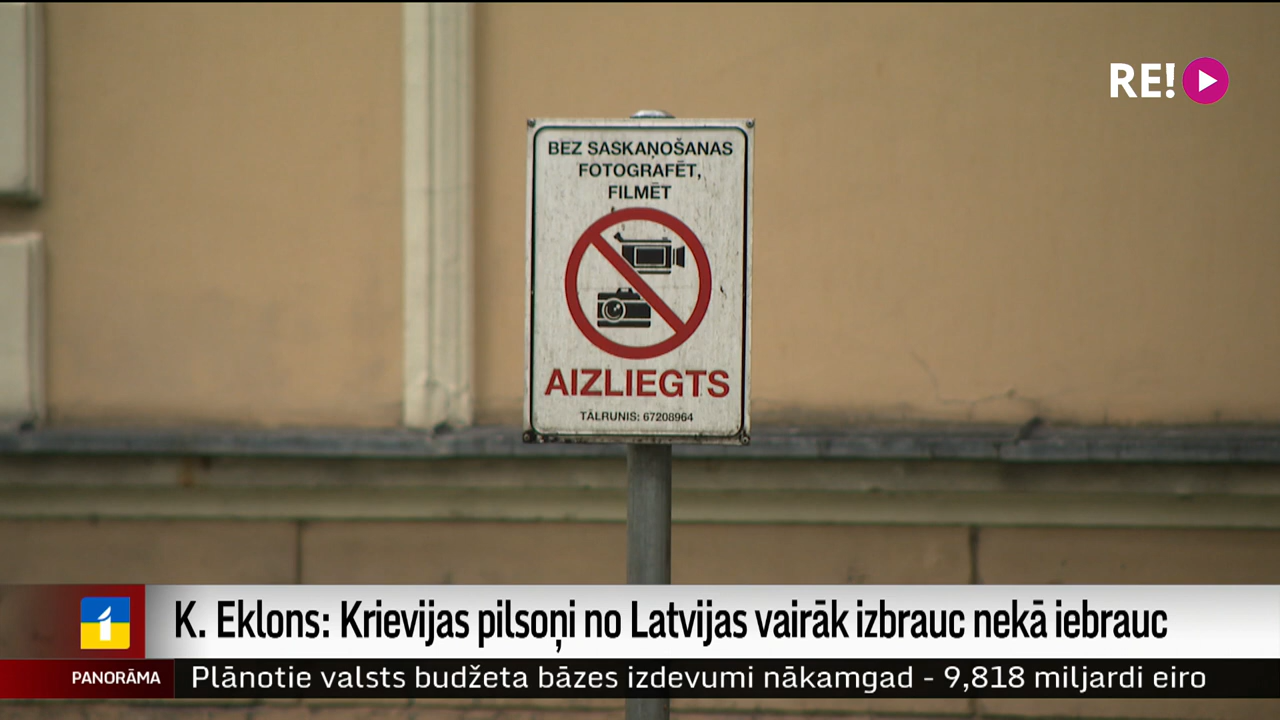 RE!
BEZ SASKAŅOŠANAS
FOTOGRAFĒT,
FILMĒT
AIZLIEGTS
TĀLRUNIS: 67208964
1
K. Eklons: Krievijas pilsoņi no Latvijas vairāk izbrauc nekā iebrauc
PANORĀMA
Plānotie valsts budžeta bāzes izdevumi nākamgad - 9,818 miljardi eiro